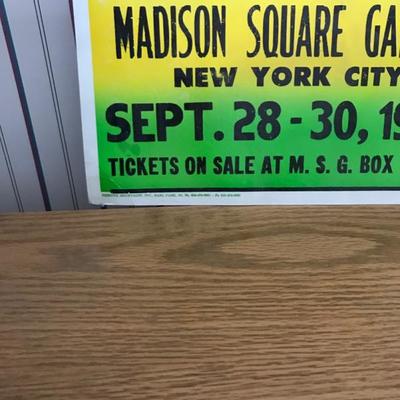 MADISON SQUARE GA
NEW YORK CITY
SEPT. 28 - 30, 19
TICKETS ON SALE AT M. S. G. BOX